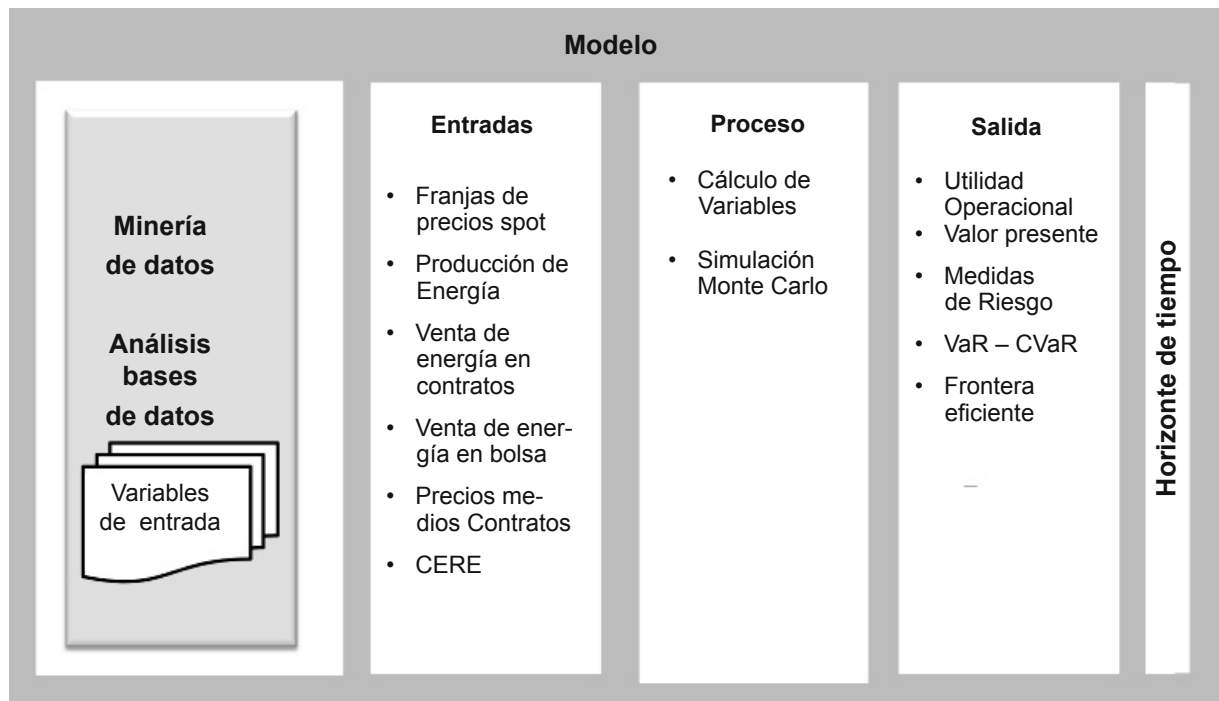 Modelo
Minería
de datos
Análisis
bases
de datos
Variables
de entrada
Entradas
• Franjas de
precios spot
• Producción de
Energía
• Venta de
energía en
contratos
• Venta de ener-
gía en bolsa
• Precios me-
dios Contratos
• CERE
Proceso
• Cálculo de
Variables
• Simulación
Monte Carlo
Salida
• Utilidad
Operacional
• Valor presente
• Medidas
de Riesgo
• VaR – CVaR
• Frontera
eficiente
Horizonte de tiempo